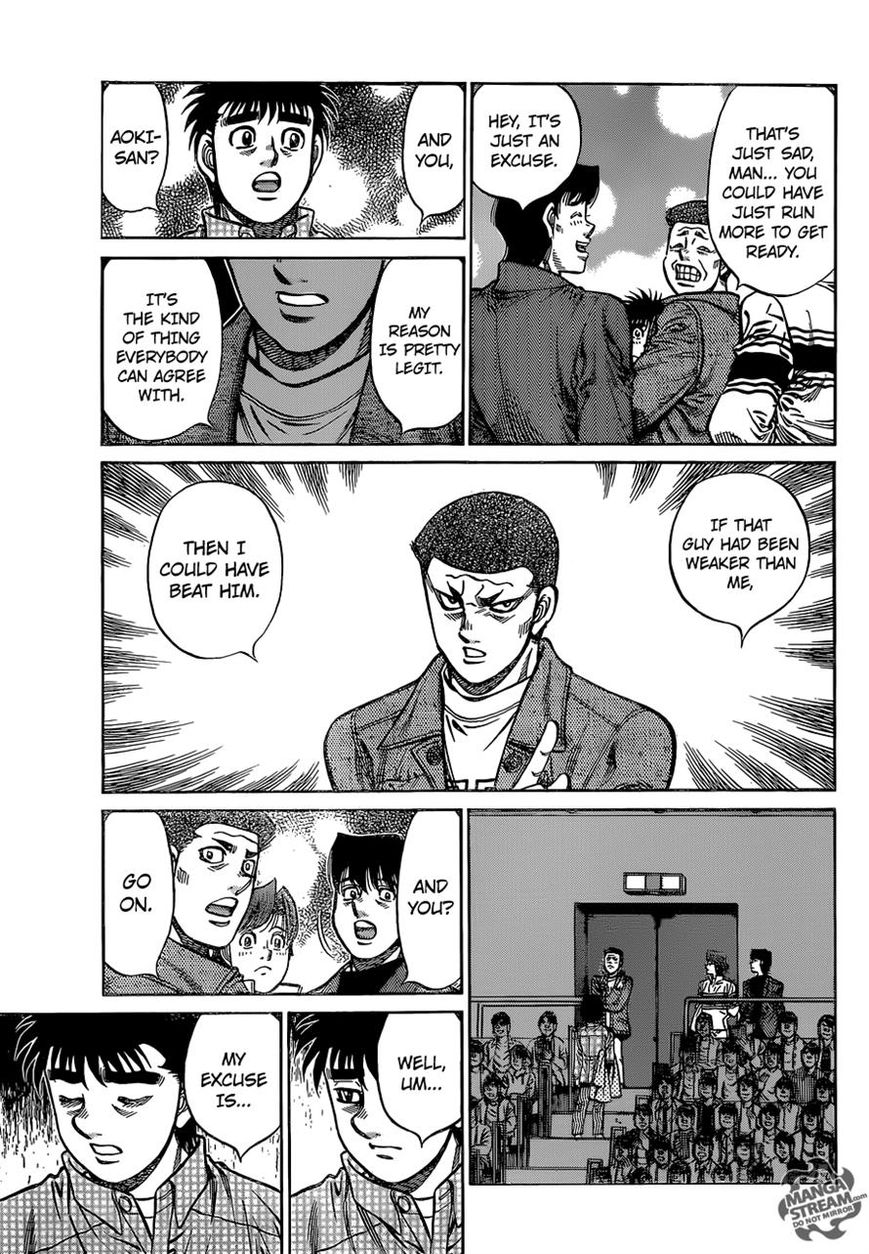 THAT'S
JUST SAD,
MAN... YOU
COULD HAVE
JUST RUN
MORE TO GET
READY.
HEY, IT'S
JUST AN
EXCUSE.
AND
YOU,
AOKI-
SAN?
MY
REASON
IS PRETTY
LEGIT.
IT'S
THE KIND
OF THING
EVERYBODY
CAN AGREE
WITH.
IF THAT
GUY HAD BEEN
WEAKER THAN
ME,
THEN I
COULD HAVE
BEAT HIM.
AND
YOU?
GO
ON.
WELL,
UM...
MY
EXCUSE
IS...
MANGA
STREAM.com
DO NOT MIRROR